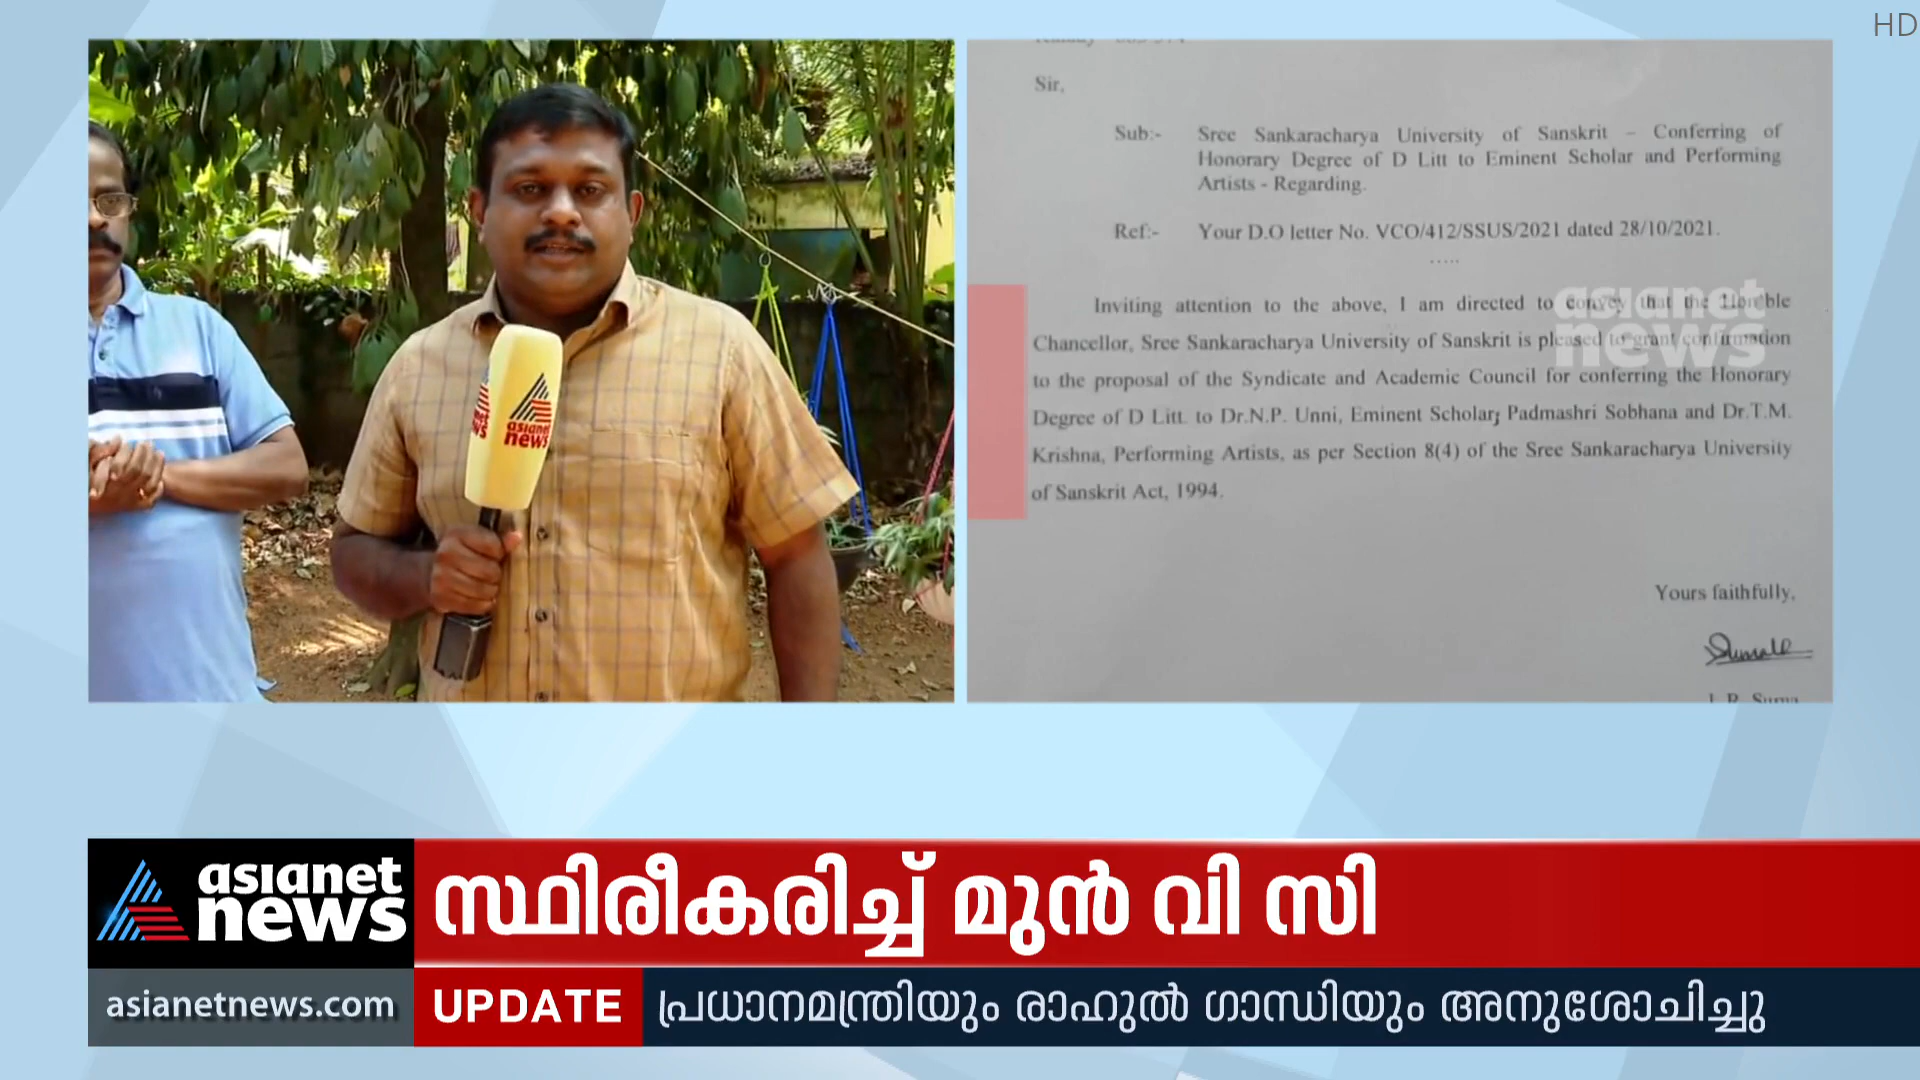 HD
Sir,
Sub:- Sree Sankaracharya University of Sanskrit – Conferring of
Honorary Degree of D Litt to Eminent Scholar and Performing
Artists - Regarding.
Ref:- Your D.O letter No. VCO/412/SSUS/2021 dated 28/10/2021.
.....
Inviting attention to the above, I am directed to convey that the Hon'ble
Chancellor, Sree Sankaracharya University of Sanskrit is pleased to grant confirmation
to the proposal of the Syndicate and Academic Council for conferring the Honorary
Degree of D Litt. to Dr.N.P. Unni, Eminent Scholar; Padmashri Sobhana and Dr.T.M.
Krishna, Performing Artists, as per Section 8(4) of the Sree Sankaracharya University
of Sanskrit Act, 1994.
Yours faithfully,
asianet
news
asianet
news
asianet
news
സ്ഥിരീകരിച്ച് മുൻ വി സി
asianetnews.com
UPDATE
പ്രധാനമന്ത്രിയും രാഹുൽ ഗാന്ധിയും അനുശോചിച്ചു